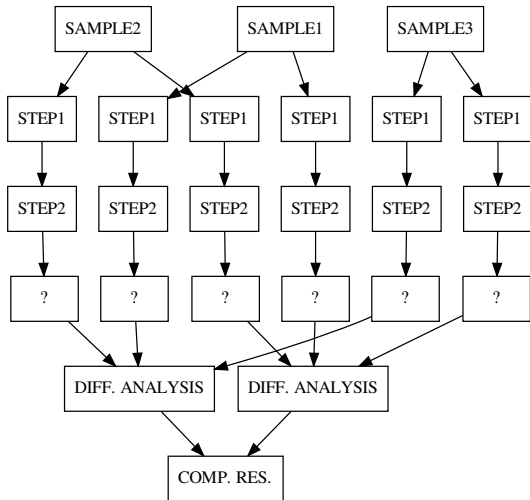 SAMPLE2
SAMPLE1
SAMPLE3
STEP1
STEP1
STEP1
STEP1
STEP1
STEP1
STEP2
STEP2
STEP2
STEP2
STEP2
STEP2
?
?
?
?
?
?
DIFF. ANALYSIS
DIFF. ANALYSIS
COMP. RES.